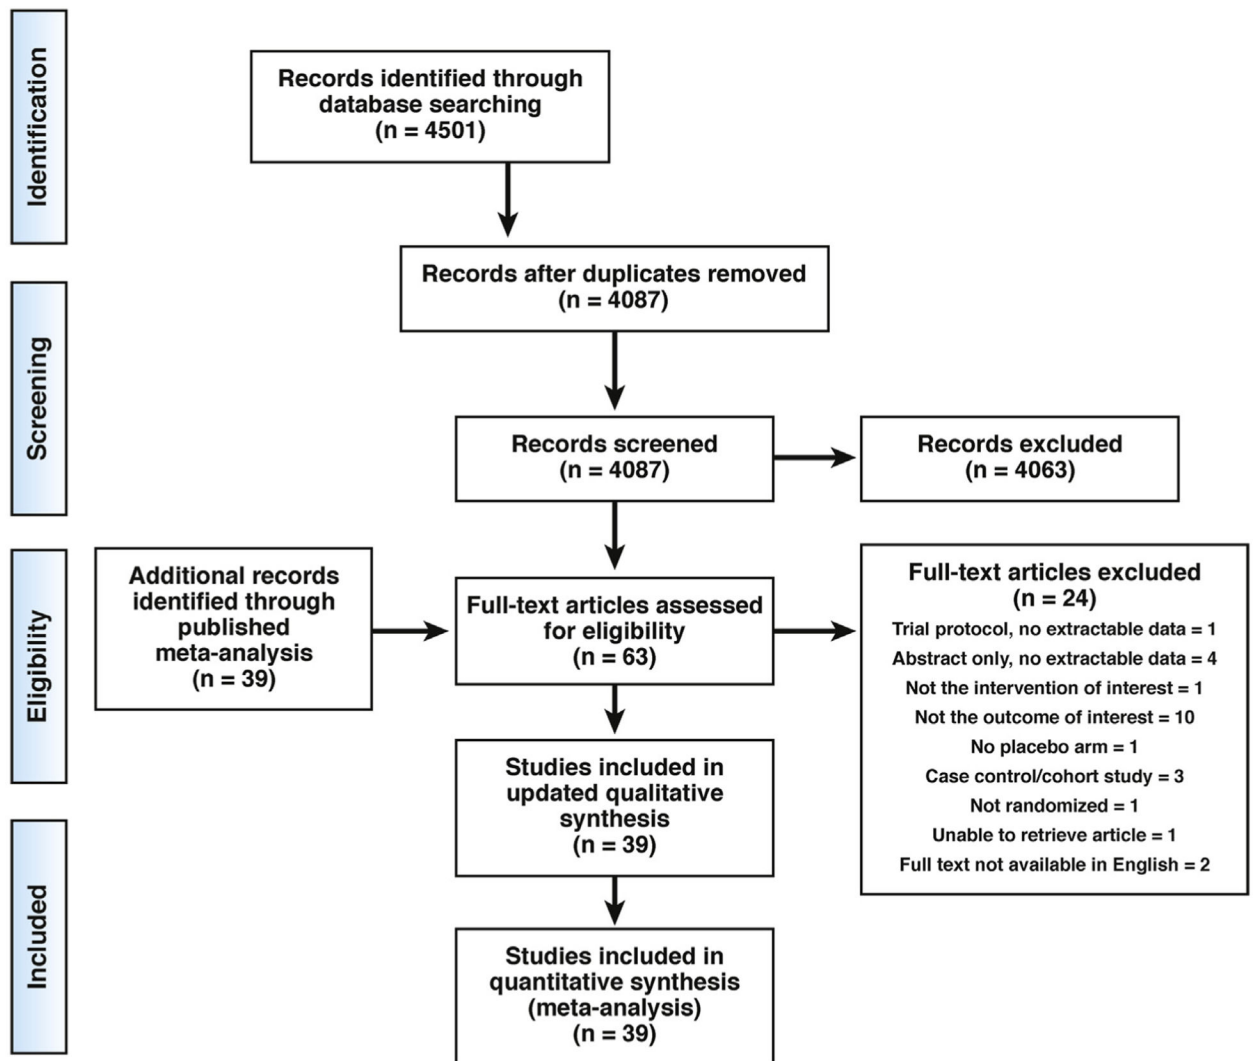 Identification
Records identified through
database searching
(n = 4501)
Records after duplicates removed
(n = 4087)
Screening
Records screened
(n = 4087)
Records excluded
(n = 4063)
Eligibility
Additional records
identified through
published
meta-analysis
(n = 39)
Full-text articles assessed
for eligibility
(n = 63)
Full-text articles excluded
(n = 24)
Trial protocol, no extractable data = 1
Abstract only, no extractable data = 4
Not the intervention of interest = 1
Not the outcome of interest = 10
No placebo arm = 1
Case control/cohort study = 3
Not randomized = 1
Unable to retrieve article = 1
Full text not available in English = 2
Studies included in
updated qualitative
synthesis
(n = 39)
Included
Studies included in
quantitative synthesis
(meta-analysis)
(n = 39)